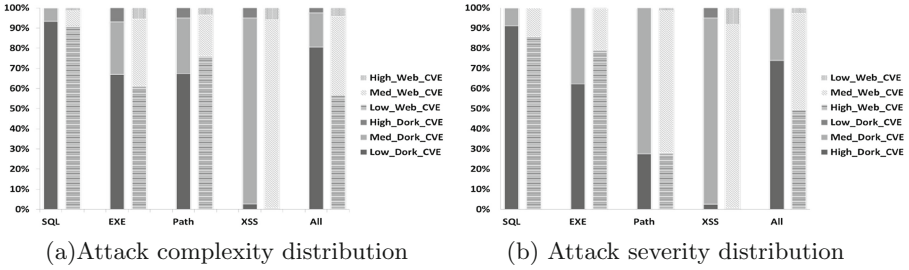 100%
90%
80%
70%
60%
50%
40%
30%
20%
10%
0%
SQL EXE Path XSS All
High_Web_CVE
Med_Web_CVE
Low_Web_CVE
High_Dork_CVE
Med_Dork_CVE
Low_Dork_CVE
(a)Attack complexity distribution
100%
90%
80%
70%
60%
50%
40%
30%
20%
10%
0%
SQL EXE Path XSS All
Low_Web_CVE
Med_Web_CVE
High_Web_CVE
Low_Dork_CVE
Med_Dork_CVE
High_Dork_CVE
(b) Attack severity distribution